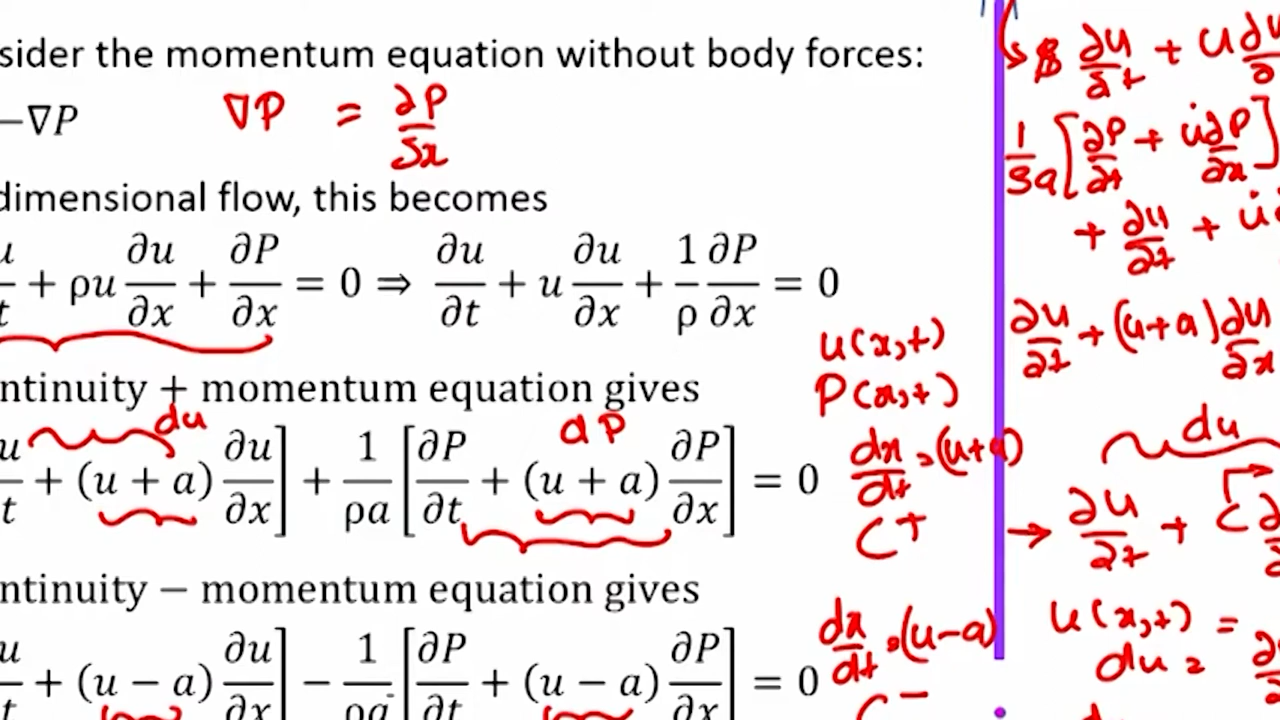 sider the momentum equation without body forces:
−∇P
∇P = ∂P/δx
dimensional flow, this becomes
+ ρu ∂u/∂x + ∂P/∂x = 0 ⇒ ∂u/∂t + u ∂u/∂x + 1/ρ ∂P/∂x = 0
u(x,t)
P(x,t)
ntinuity + momentum equation gives
du
dP
u/t + (u + a) ∂u/∂x] + 1/ρa [∂P/∂t + (u + a) ∂P/∂x] = 0
dx/dt = (u+a)
C+
ntinuity − momentum equation gives
u/t + (u − a) ∂u/∂x] − 1/ρa [∂P/∂t + (u − a) ∂P/∂x] = 0
dx/dt = (u−a)
C−
∂u/∂t + u ∂u/∂
1/ρa [∂P/∂t + u ∂P/∂x]
+ ∂u/∂t + u
∂u/∂t + (u+a) ∂u/∂x
du
→ ∂u/∂t + C ∂
u(x,t) =
du =